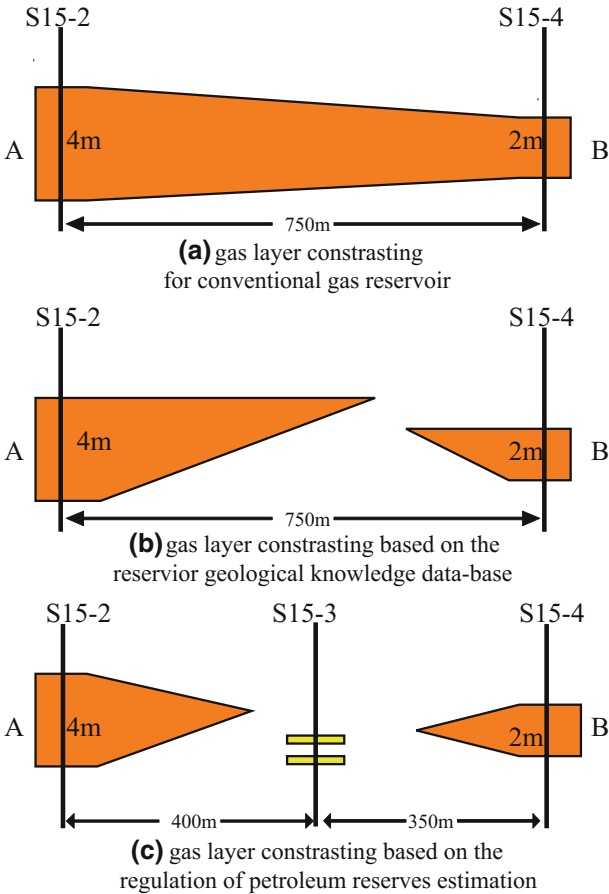 S15-2 S15-4
A 4m 2m B
750m
(a) gas layer constrasting
for conventional gas reservoir
S15-2 S15-4
A 4m 2m B
750m
(b) gas layer constrasting based on the
reservior geological knowledge data-base
S15-2 S15-3 S15-4
A 4m 2m B
400m 350m
(c) gas layer constrasting based on the
regulation of petroleum reserves estimation